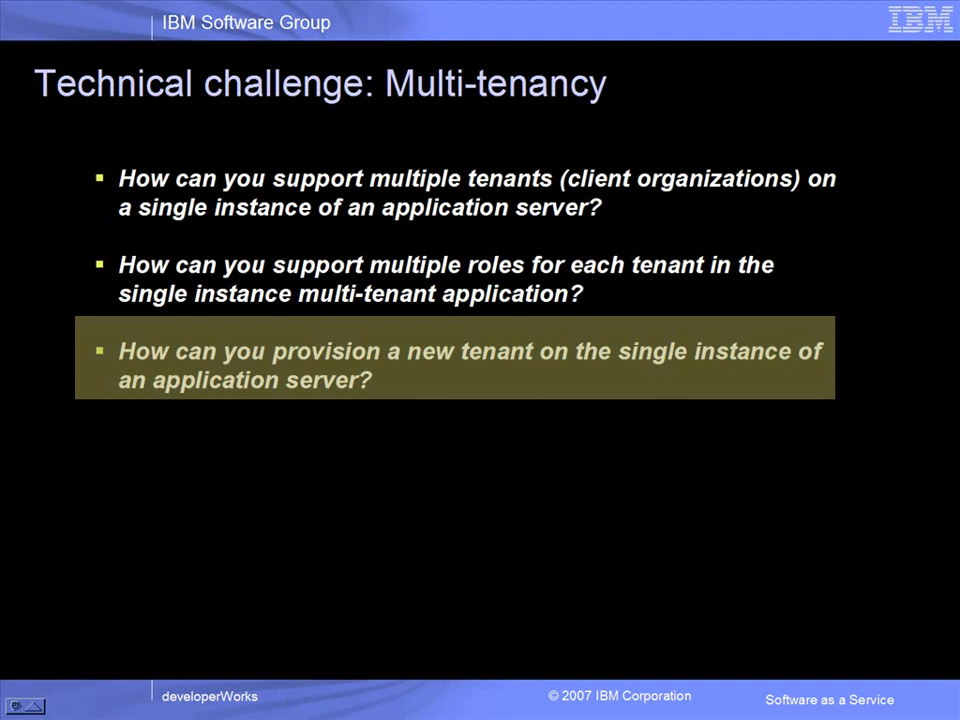 IBM Software Group
IBM
Technical challenge: Multi-tenancy
▪ How can you support multiple tenants (client organizations) on
a single instance of an application server?
▪ How can you support multiple roles for each tenant in the
single instance multi-tenant application?
▪ How can you provision a new tenant on the single instance of
an application server?
developerWorks
© 2007 IBM Corporation
Software as a Service